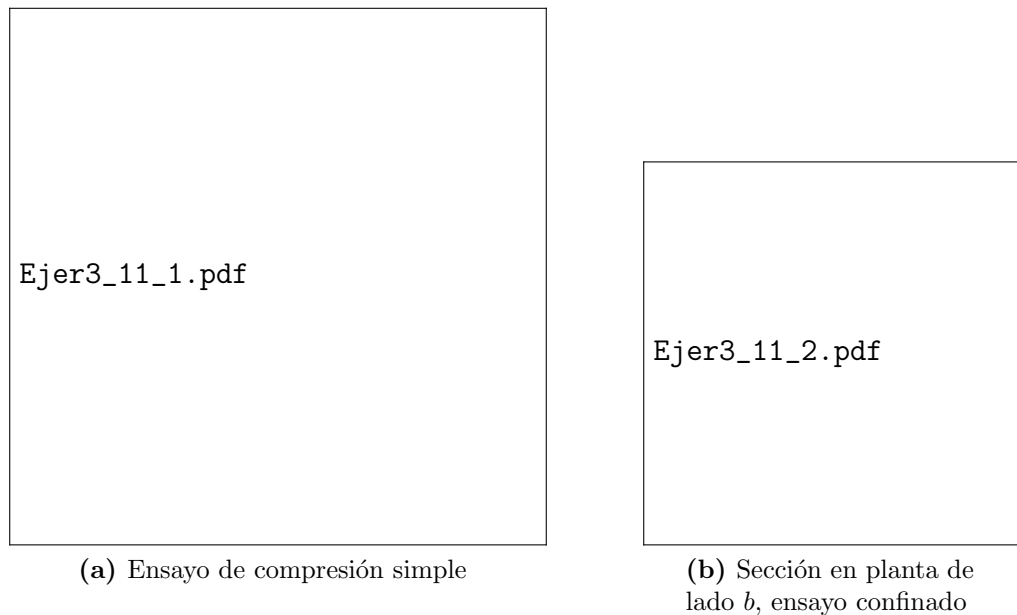 Ejer3_11_1.pdf
Ejer3_11_2.pdf
(a) Ensayo de compresión simple
(b) Sección en planta de
lado b, ensayo confinado